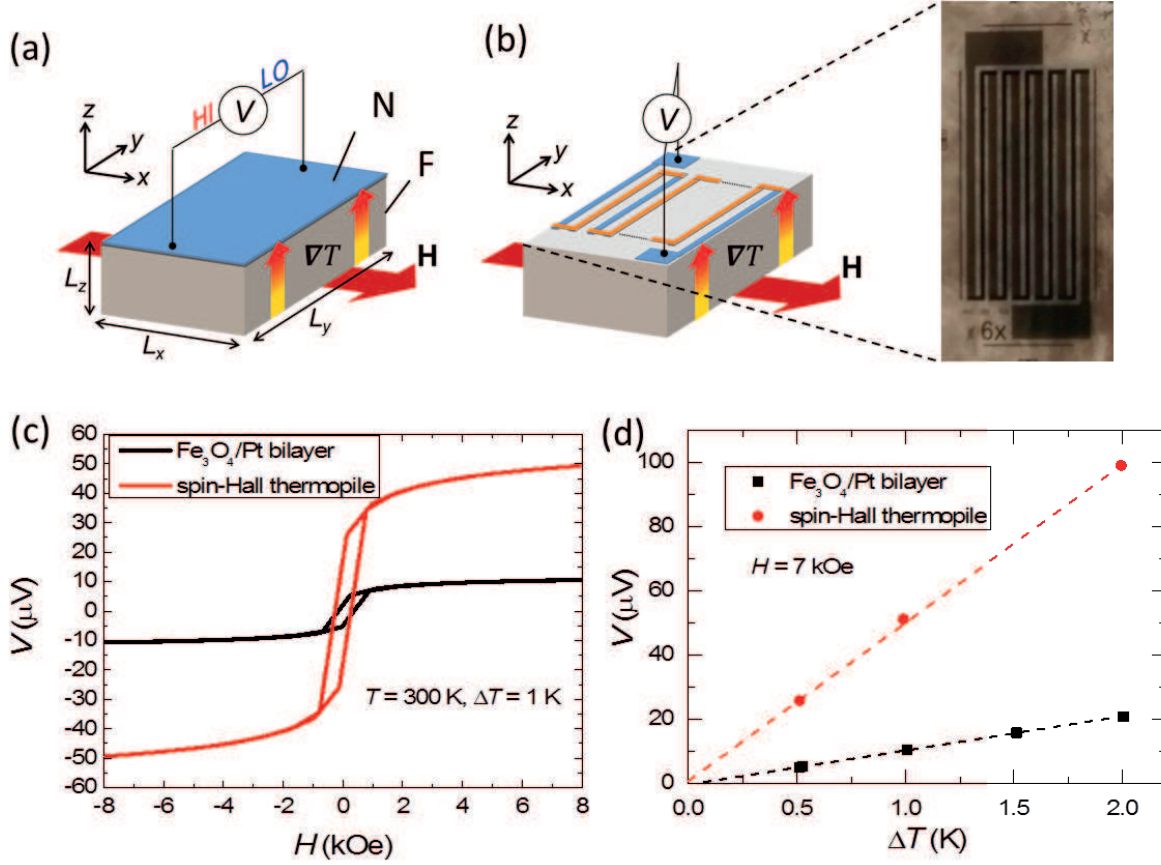 (a)
HI
V
LO
N
F
z
y
x
∇T
H
Lz
Lx
Ly
(b)
V
z
y
x
∇T
H
6x
(c)
Fe3O4/Pt bilayer
spin-Hall thermopile
T = 300 K, ΔT = 1 K
V (μV)
60
50
40
30
20
10
0
-10
-20
-30
-40
-50
-60
-8 -6 -4 -2 0 2 4 6 8
H (kOe)
(d)
Fe3O4/Pt bilayer
spin-Hall thermopile
H = 7 kOe
V (μV)
100
80
60
40
20
0
0.0 0.5 1.0 1.5 2.0
ΔT (K)